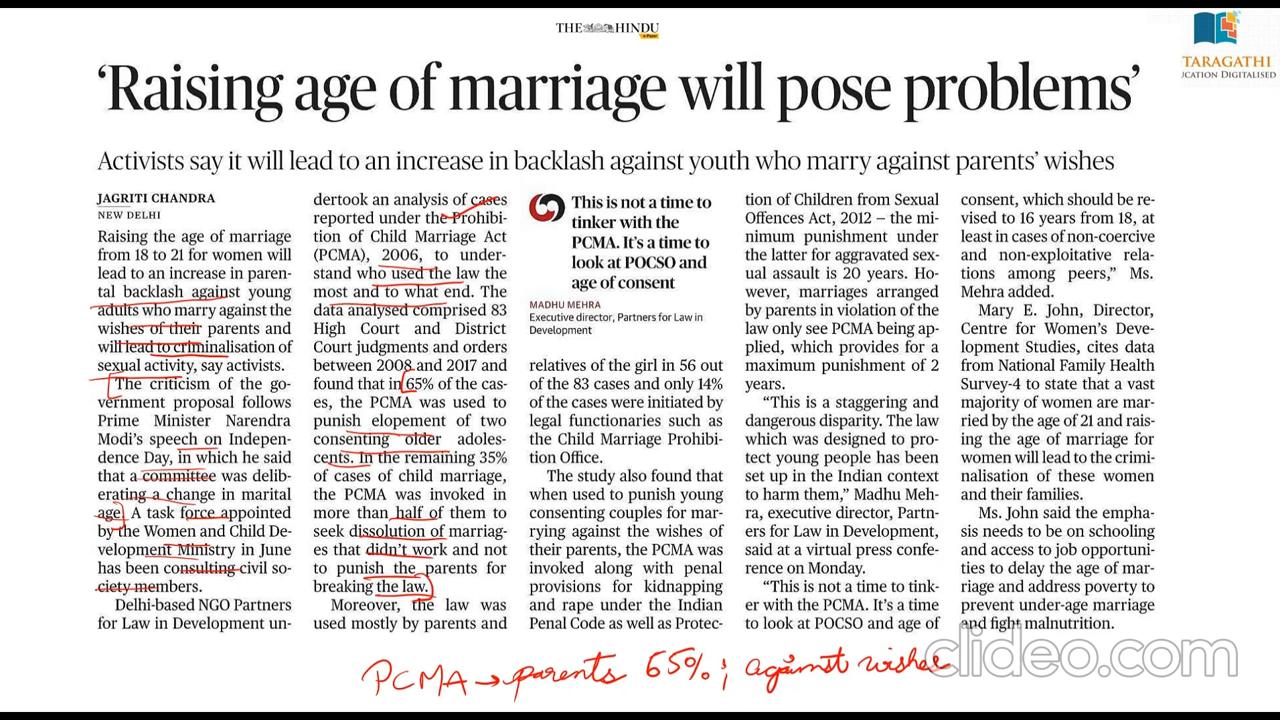 THE HINDU
e-Paper
TARAGATHI
UCATION DIGITALISED
‘Raising age of marriage will pose problems’
Activists say it will lead to an increase in backlash against youth who marry against parents’ wishes
JAGRITI CHANDRA
NEW DELHI
Raising the age of marriage
from 18 to 21 for women will
lead to an increase in paren-
tal backlash against young
adults who marry against the
wishes of their parents and
will lead to criminalisation of
sexual activity, say activists.
The criticism of the go-
vernment proposal follows
Prime Minister Narendra
Modi’s speech on Indepen-
dence Day, in which he said
that a committee was delib-
erating a change in marital
age. A task force appointed
by the Women and Child De-
velopment Ministry in June
has been consulting civil so-
ciety members.
Delhi-based NGO Partners
for Law in Development un-
dertook an analysis of cases
reported under the Prohibi-
tion of Child Marriage Act
(PCMA), 2006, to under-
stand who used the law the
most and to what end. The
data analysed comprised 83
High Court and District
Court judgments and orders
between 2008 and 2017 and
found that in 65% of the cas-
es, the PCMA was used to
punish elopement of two
consenting older adoles-
cents. In the remaining 35%
of cases of child marriage,
the PCMA was invoked in
more than half of them to
seek dissolution of marriag-
es that didn’t work and not
to punish the parents for
breaking the law.
Moreover, the law was
used mostly by parents and
This is not a time to
tinker with the
PCMA. It’s a time to
look at POCSO and
age of consent
MADHU MEHRA
Executive director, Partners for Law in
Development
relatives of the girl in 56 out
of the 83 cases and only 14%
of the cases were initiated by
legal functionaries such as
the Child Marriage Prohibi-
tion Office.
The study also found that
when used to punish young
consenting couples for mar-
rying against the wishes of
their parents, the PCMA was
invoked along with penal
provisions for kidnapping
and rape under the Indian
Penal Code as well as Protec-
tion of Children from Sexual
Offences Act, 2012 – the mi-
nimum punishment under
the latter for aggravated sex-
ual assault is 20 years. Ho-
wever, marriages arranged
by parents in violation of the
law only see PCMA being ap-
plied, which provides for a
maximum punishment of 2
years.
“This is a staggering and
dangerous disparity. The law
which was designed to pro-
tect young people has been
set up in the Indian context
to harm them,” Madhu Meh-
ra, executive director, Partn-
ers for Law in Development,
said at a virtual press confe-
rence on Monday.
“This is not a time to tink-
er with the PCMA. It’s a time
to look at POCSO and age of
consent, which should be re-
vised to 16 years from 18, at
least in cases of non-coercive
and non-exploitative rela-
tions among peers,” Ms.
Mehra added.
Mary E. John, Director,
Centre for Women’s Deve-
lopment Studies, cites data
from National Family Health
Survey-4 to state that a vast
majority of women are mar-
ried by the age of 21 and rais-
ing the age of marriage for
women will lead to the crimi-
nalisation of these women
and their families.
Ms. John said the empha-
sis needs to be on schooling
and access to job opportuni-
ties to delay the age of mar-
riage and address poverty to
prevent under-age marriage
and fight malnutrition.
PCMA → parents 65%; against wishes
clideo.com